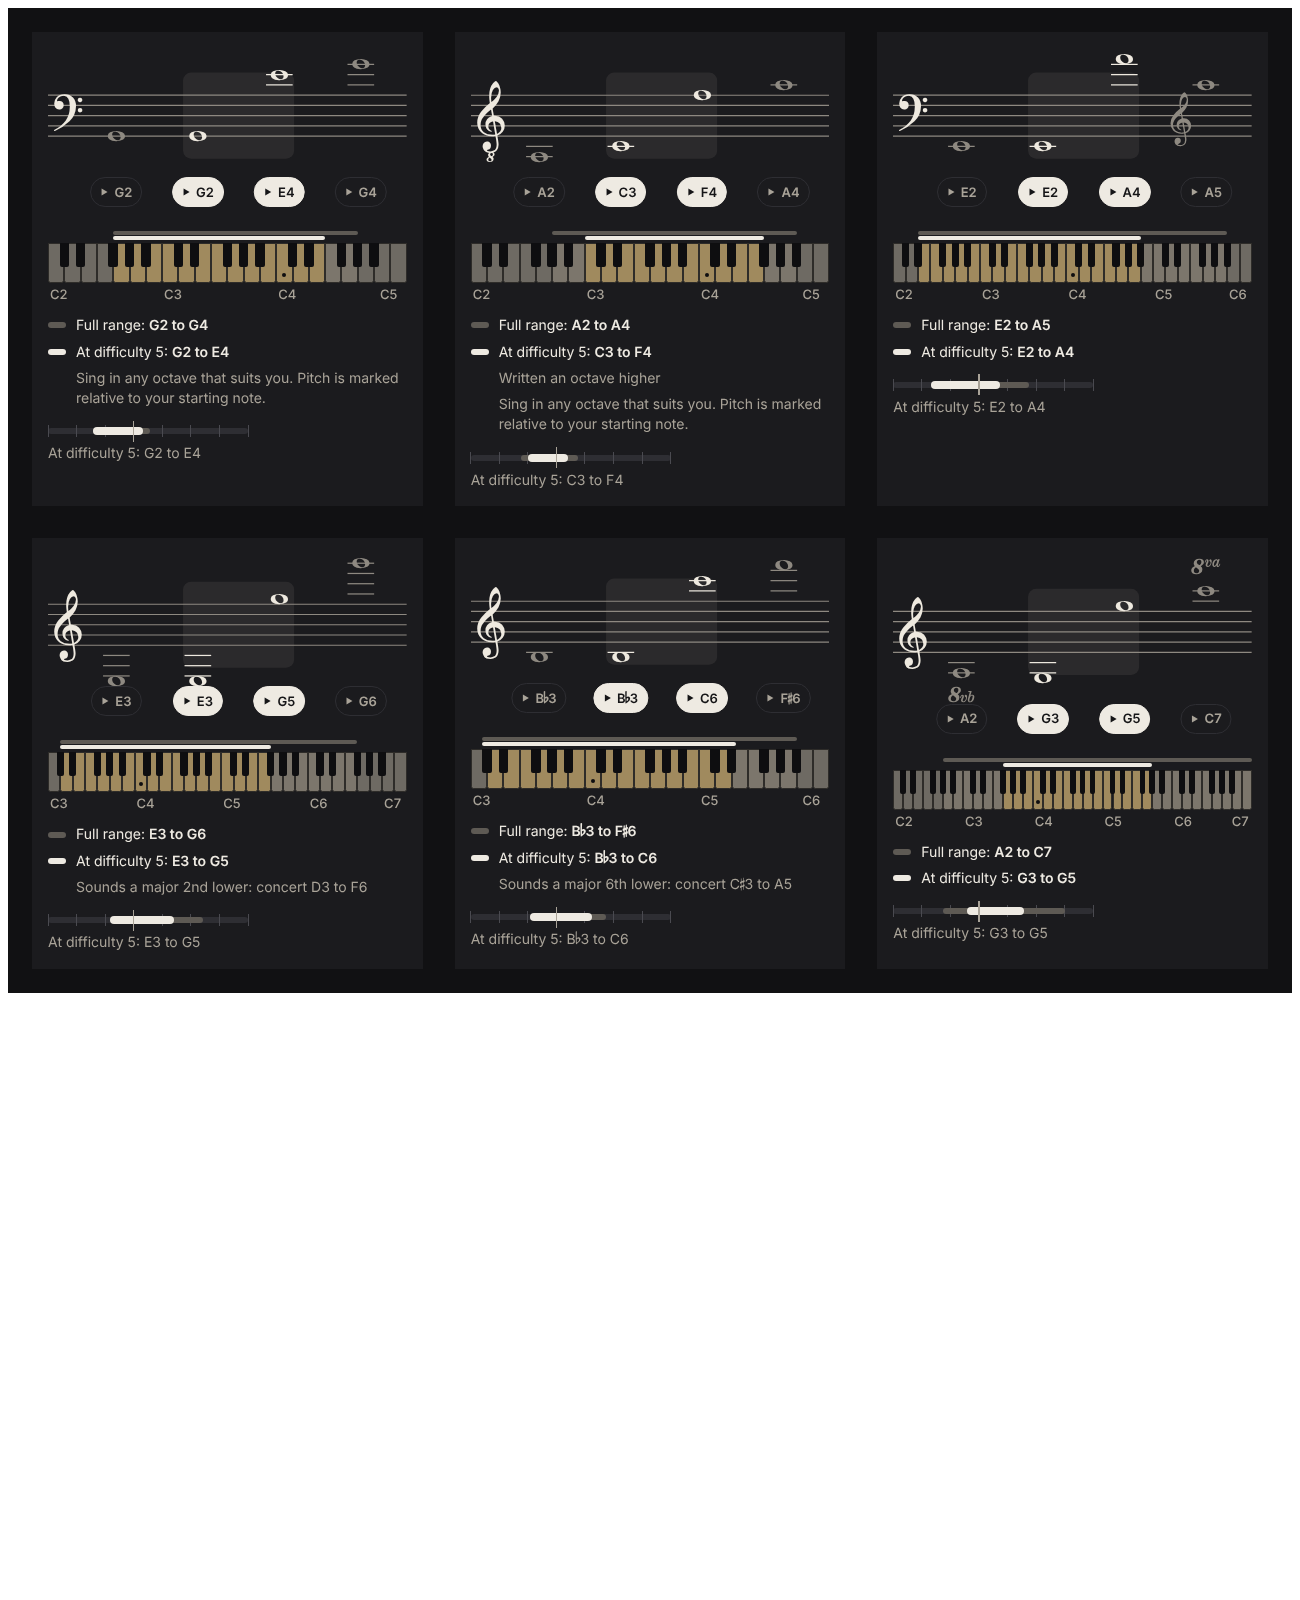 8
G2 G2 E4 G4
C2 C3 C4 C5
Full range: G2 to G4
At difficulty 5: G2 to E4
Sing in any octave that suits you. Pitch is marked
relative to your starting note.
At difficulty 5: G2 to E4
A2 C3 F4 A4
C2 C3 C4 C5
Full range: A2 to A4
At difficulty 5: C3 to F4
Written an octave higher
Sing in any octave that suits you. Pitch is marked
relative to your starting note.
At difficulty 5: C3 to F4
E2 E2 A4 A5
C2 C3 C4 C5 C6
Full range: E2 to A5
At difficulty 5: E2 to A4
At difficulty 5: E2 to A4
E3 E3 G5 G6
C3 C4 C5 C6 C7
Full range: E3 to G6
At difficulty 5: E3 to G5
Sounds a major 2nd lower: concert D3 to F6
At difficulty 5: E3 to G5
B♭3 B♭3 C6 F♯6
C3 C4 C5 C6
Full range: B♭3 to F♯6
At difficulty 5: B♭3 to C6
Sounds a major 6th lower: concert C♯3 to A5
At difficulty 5: B♭3 to C6
8va
8vb
A2 G3 G5 C7
C2 C3 C4 C5 C6 C7
Full range: A2 to C7
At difficulty 5: G3 to G5
At difficulty 5: G3 to G5